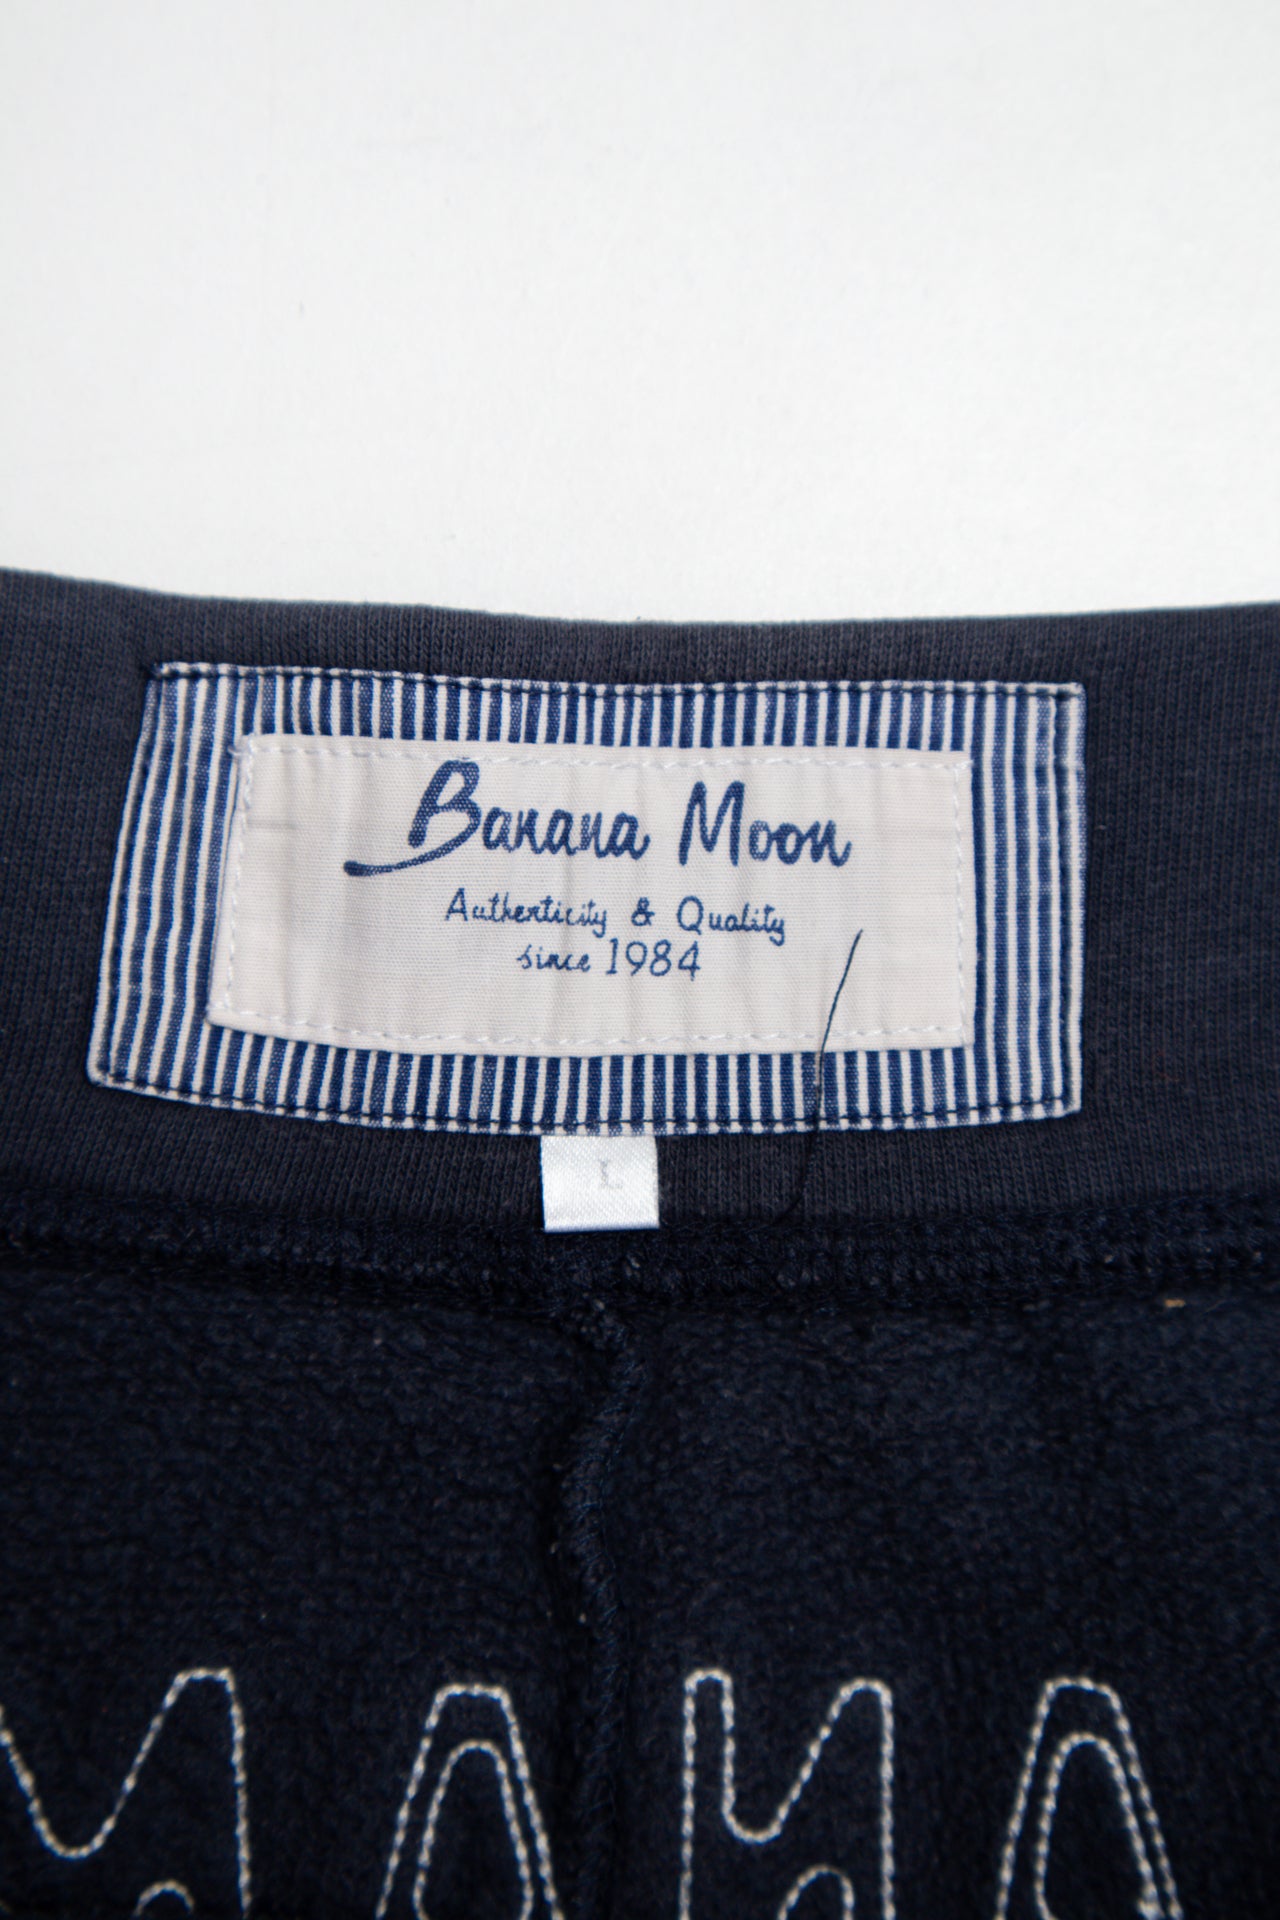 Banana Moon
Authenticity & Quality
since 1984
L